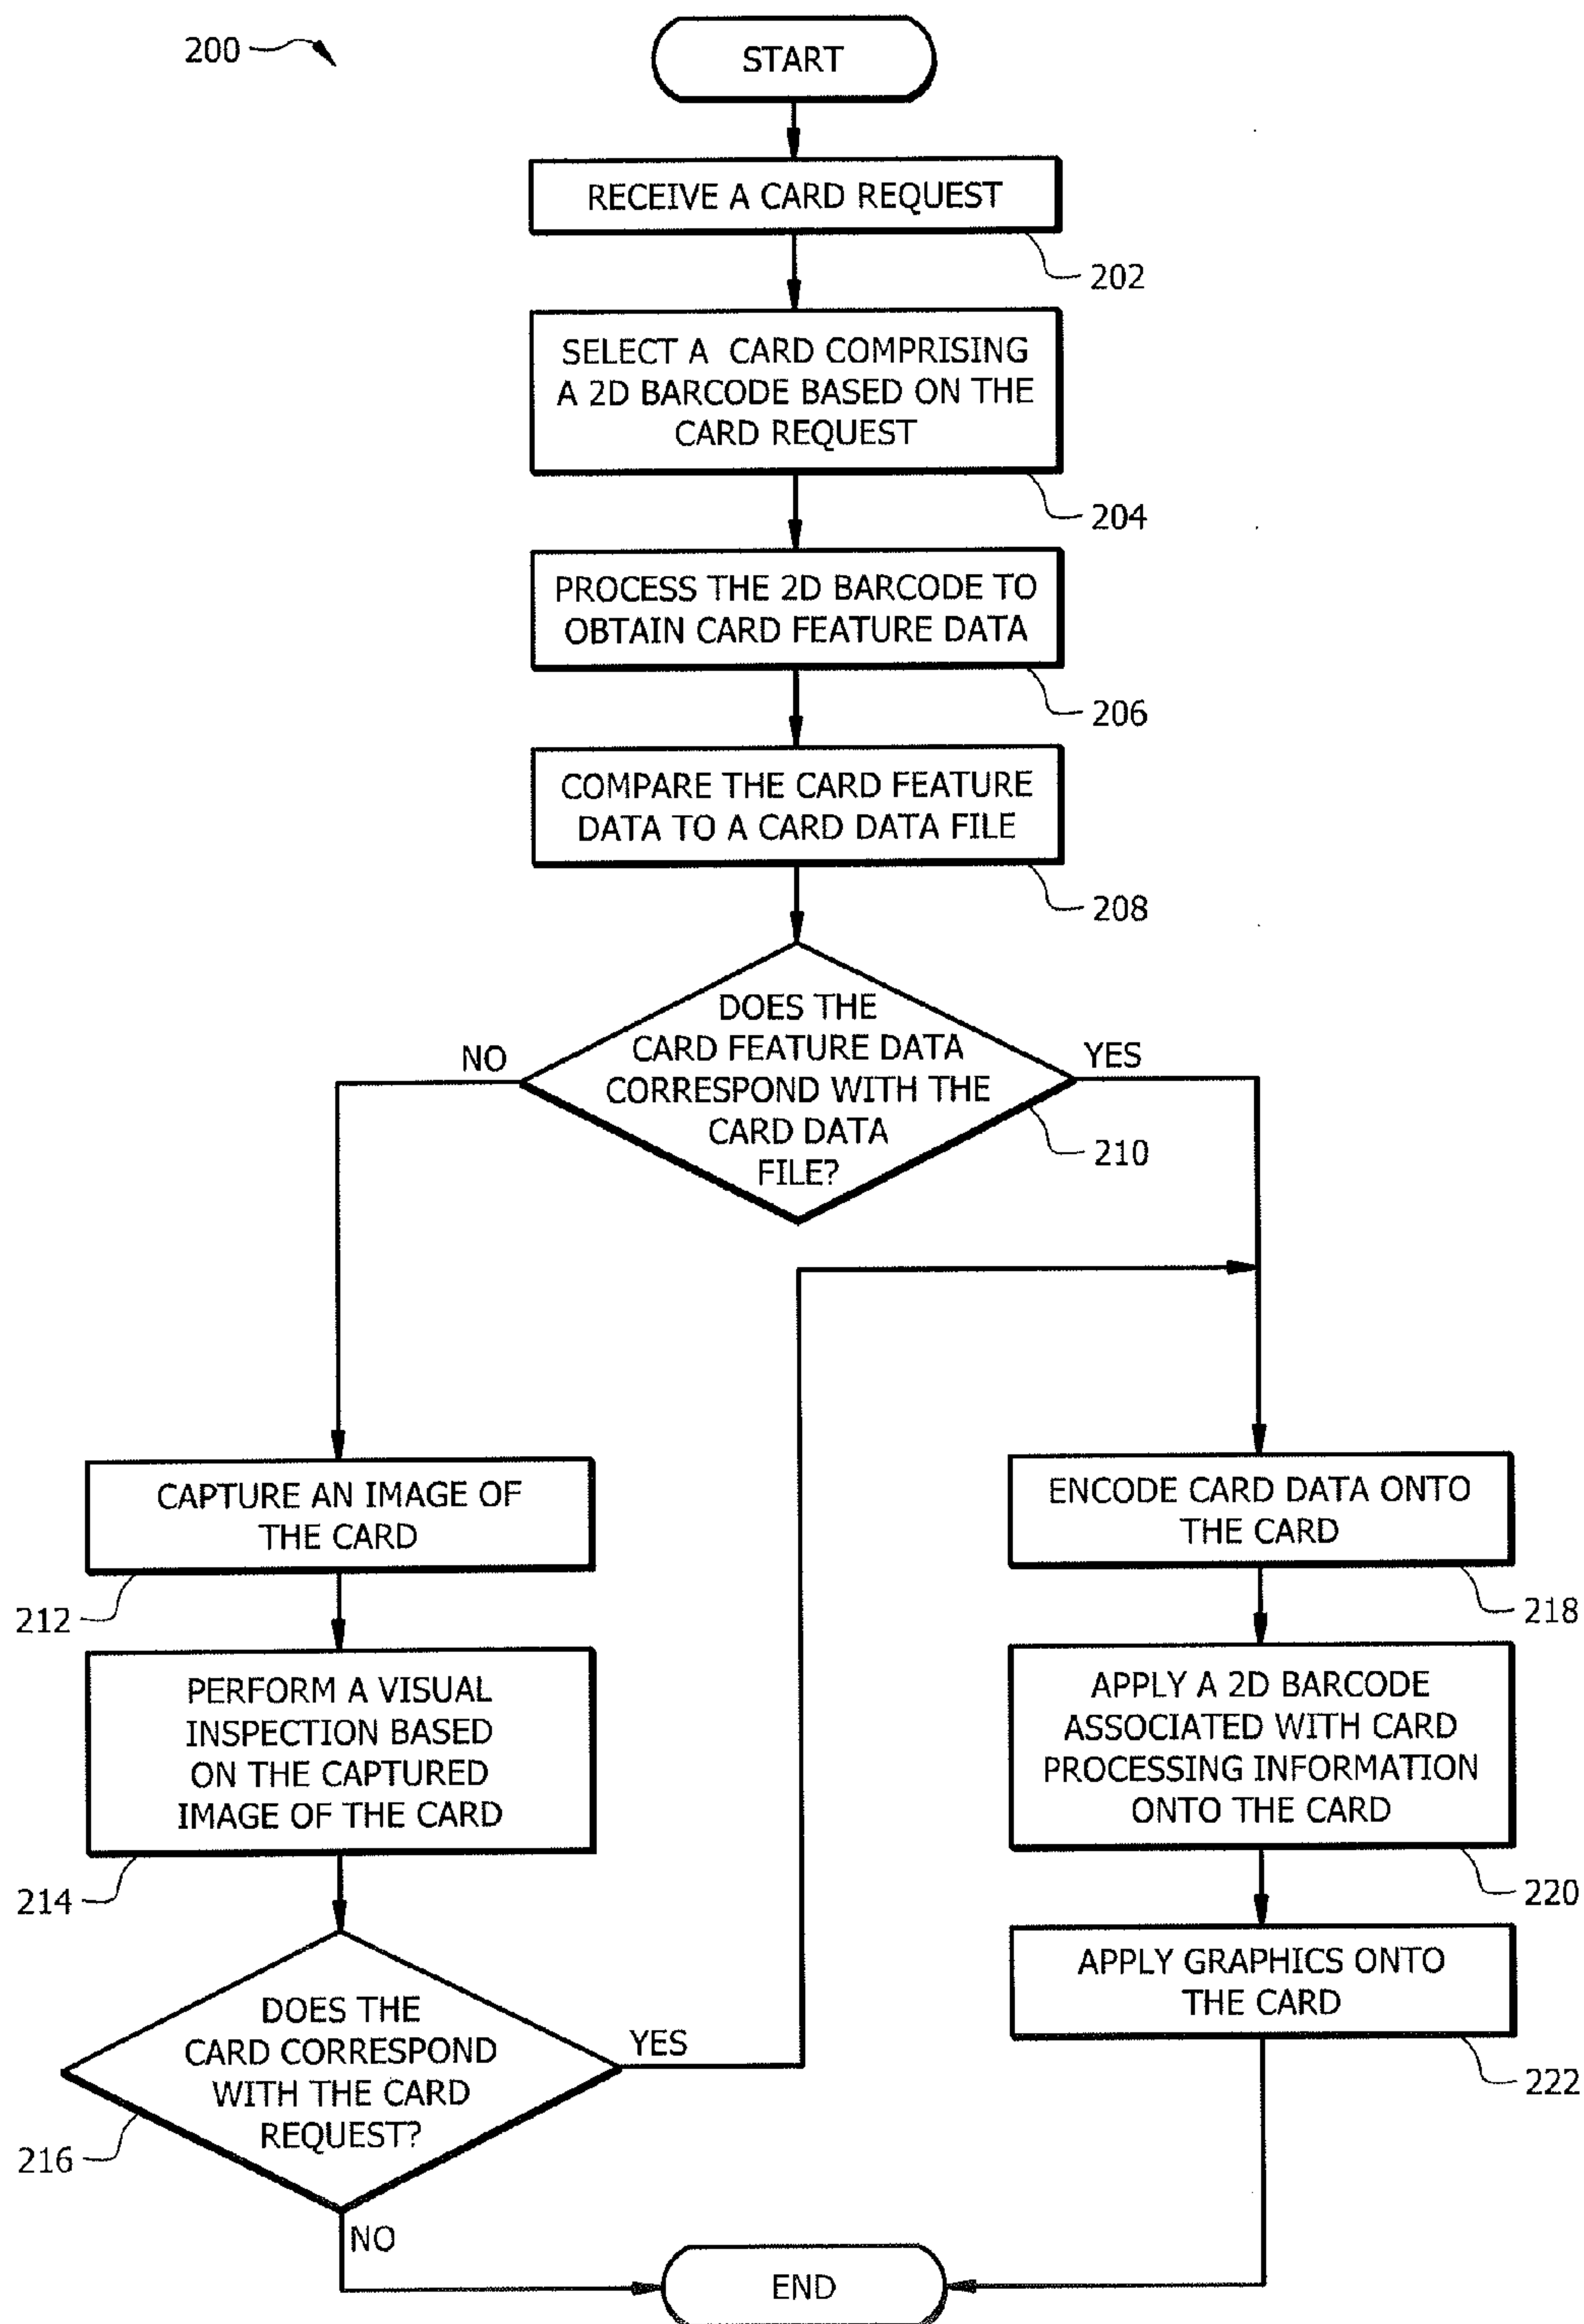 200
START
RECEIVE A CARD REQUEST
202
SELECT A CARD COMPRISING
A 2D BARCODE BASED ON THE
CARD REQUEST
204
PROCESS THE 2D BARCODE TO
OBTAIN CARD FEATURE DATA
206
COMPARE THE CARD FEATURE
DATA TO A CARD DATA FILE
208
DOES THE
CARD FEATURE DATA
CORRESPOND WITH THE
CARD DATA
FILE?
NO
YES
210
CAPTURE AN IMAGE OF
THE CARD
212
PERFORM A VISUAL
INSPECTION BASED
ON THE CAPTURED
IMAGE OF THE CARD
214
DOES THE
CARD CORRESPOND
WITH THE CARD
REQUEST?
YES
216
NO
ENCODE CARD DATA ONTO
THE CARD
218
APPLY A 2D BARCODE
ASSOCIATED WITH CARD
PROCESSING INFORMATION
ONTO THE CARD
220
APPLY GRAPHICS ONTO
THE CARD
222
END